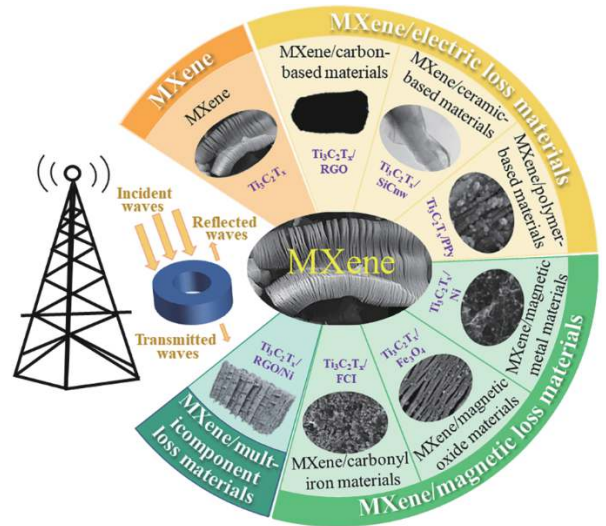 MXene
MXene
Ti₃C₂Tₓ
MXene/electric loss materials
MXene/carbon-
based materials
Ti₃C₂Tₓ/
RGO
MXene/ceramic-
based materials
Ti₃C₂Tₓ/
SiCnw
MXene/polymer-
based materials
Ti₃C₂Tₓ/PPy
Incident
waves
Reflected
waves
Transmitted
waves
MXene
Ti₃C₂Tₓ/
Ni
MXene/magnetic
metal materials
Ti₃C₂Tₓ/
Fe₃O₄
MXene/magnetic
oxide materials
Ti₃C₂Tₓ/
FCI
MXene/carbonyl
iron materials
MXene/magnetic loss materials
Ti₃C₂Tₓ/
RGO/Ni
MXene/mult-
icomponent
loss materials